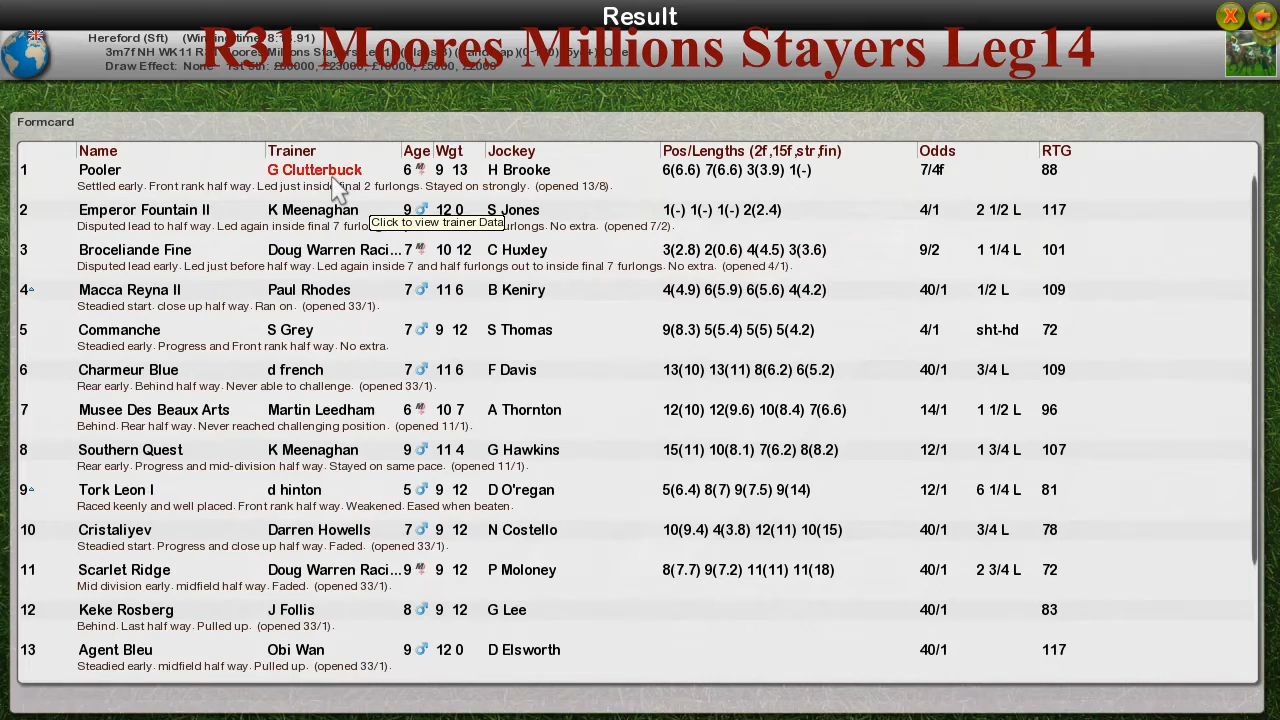 Result
Hereford (Sft)
R31 Moores Millions Stayers Leg14
Draw Effect: None
Formcard
Name Trainer Age Wgt Jockey Pos/Lengths (2f,15f,str,fin) Odds RTG
1 Pooler G Clutterbuck 6 9 13 H Brooke 6(6.6) 7(6.6) 3(3.9) 1(-) 7/4f 88
Settled early. Front rank half way. Led just inside final 2 furlongs. Stayed on strongly. (opened 13/8).
2 Emperor Fountain II K Meenaghan 9 12 0 S Jones 1(-) 1(-) 1(-) 2(2.4) 4/1 2 1/2 L 117
Click to view trainer Data
Disputed lead to half way. Led again inside final 7 furlongs. No extra. (opened 7/2).
3 Broceliande Fine Doug Warren Raci... 7 10 12 C Huxley 3(2.8) 2(0.6) 4(4.5) 3(3.6) 9/2 1 1/4 L 101
Disputed lead early. Led just before half way. Led again inside 7 and half furlongs out to inside final 7 furlongs. No extra. (opened 4/1).
4 Macca Reyna II Paul Rhodes 7 11 6 B Keniry 4(4.9) 6(5.9) 6(5.6) 4(4.2) 40/1 1/2 L 109
Steadied start. close up half way. Ran on. (opened 33/1).
5 Commanche S Grey 7 9 12 S Thomas 9(8.3) 5(5.4) 5(5) 5(4.2) 4/1 sht-hd 72
Steadied early. Progress and Front rank half way. No extra.
6 Charmeur Blue d french 7 11 6 F Davis 13(10) 13(11) 8(6.2) 6(5.2) 40/1 3/4 L 109
Rear early. Behind half way. Never able to challenge. (opened 33/1).
7 Musee Des Beaux Arts Martin Leedham 6 10 7 A Thornton 12(10) 12(9.6) 10(8.4) 7(6.6) 14/1 1 1/2 L 96
Behind. Rear half way. Never reached challenging position. (opened 11/1).
8 Southern Quest K Meenaghan 9 11 4 G Hawkins 15(11) 10(8.1) 7(6.2) 8(8.2) 12/1 1 3/4 L 107
Rear early. Progress and mid-division half way. Stayed on same pace. (opened 11/1).
9 Tork Leon I d hinton 5 9 12 D O'regan 5(6.4) 8(7) 9(7.5) 9(14) 12/1 6 1/4 L 81
Raced keenly and well placed. Front rank half way. Weakened. Eased when beaten.
10 Cristaliyev Darren Howells 7 9 12 N Costello 10(9.4) 4(3.8) 12(11) 10(15) 40/1 3/4 L 78
Steadied start. Progress and close up half way. Faded. (opened 33/1).
11 Scarlet Ridge Doug Warren Raci... 9 9 12 P Moloney 8(7.7) 9(7.2) 11(11) 11(18) 40/1 2 3/4 L 72
Mid division early. midfield half way. Faded. (opened 33/1).
12 Keke Rosberg J Follis 8 9 12 G Lee 40/1 83
Behind. Last half way. Pulled up. (opened 33/1).
13 Agent Bleu Obi Wan 9 12 0 D Elsworth 40/1 117
Steadied early. midfield half way. Pulled up. (opened 33/1).